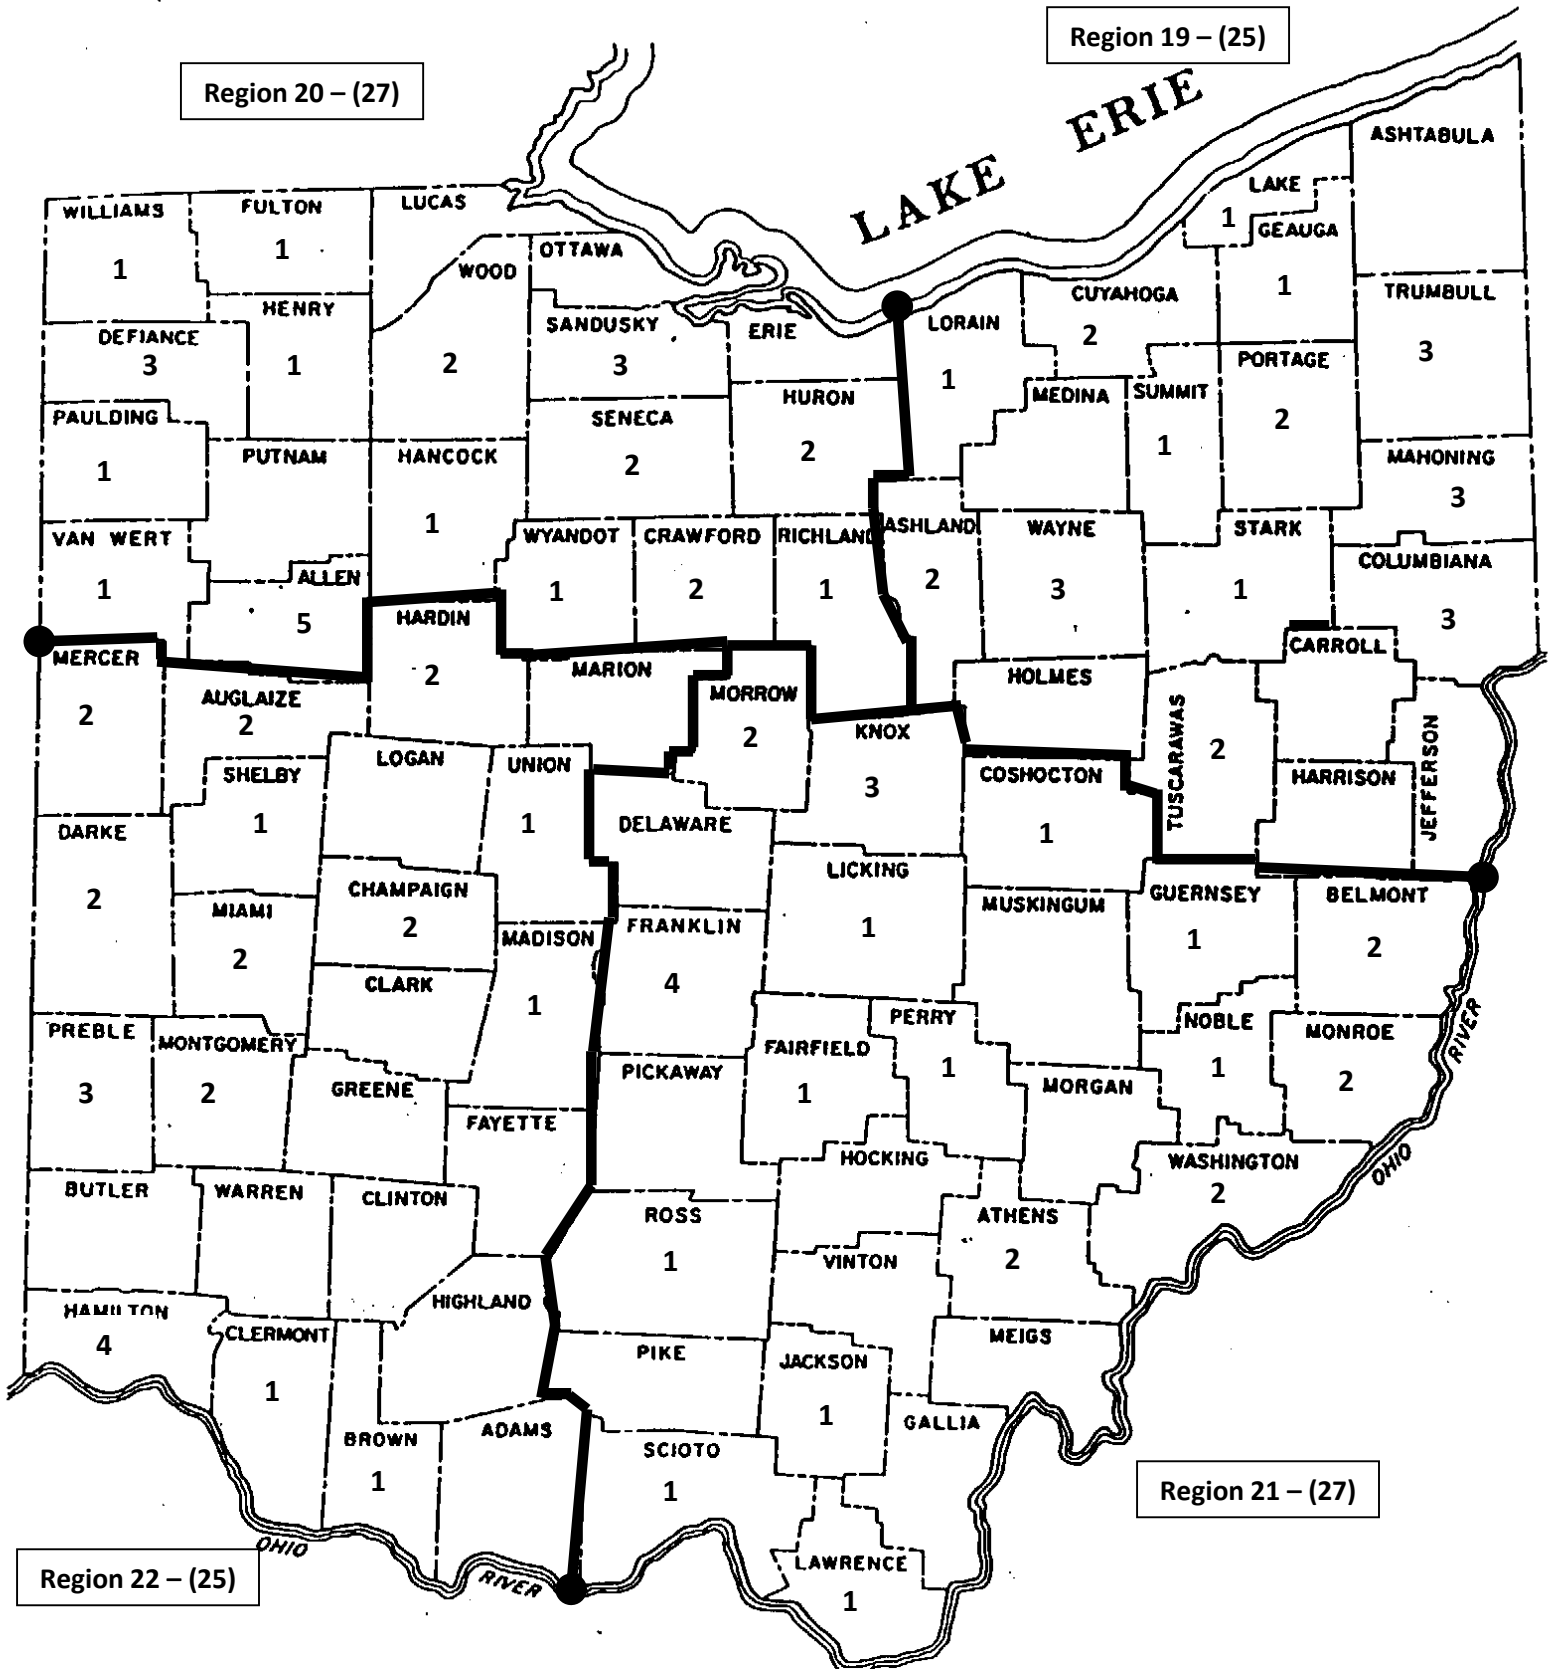 Region 19 – (25)
Region 20 – (27)
LAKE ERIE
ASHTABULA
LAKE
1
GEAUGA
1
WILLIAMS
1
FULTON
1
LUCAS
OTTAWA
WOOD
2
HENRY
1
DEFIANCE
3
SANDUSKY
3
ERIE
LORAIN
1
CUYAHOGA
2
TRUMBULL
3
PORTAGE
2
SUMMIT
1
MEDINA
PAULDING
1
PUTNAM
HANCOCK
1
SENECA
2
HURON
2
MAHONING
3
VAN WERT
1
ALLEN
5
WYANDOT
1
CRAWFORD
2
RICHLAND
1
ASHLAND
2
WAYNE
3
STARK
1
COLUMBIANA
3
HARDIN
2
MERCER
2
AUGLAIZE
2
MARION
MORROW
2
HOLMES
CARROLL
TUSCARAWAS
2
JEFFERSON
HARRISON
KNOX
3
COSHOCTON
1
LOGAN
UNION
1
SHELBY
1
DELAWARE
DARKE
2
CHAMPAIGN
2
MIAMI
2
LICKING
1
MUSKINGUM
GUERNSEY
1
BELMONT
2
MADISON
1
FRANKLIN
4
CLARK
PREBLE
3
MONTGOMERY
2
GREENE
FAYETTE
PICKAWAY
FAIRFIELD
1
PERRY
1
NOBLE
1
MONROE
2
MORGAN
RIVER
OHIO
HOCKING
WASHINGTON
2
BUTLER
WARREN
CLINTON
ROSS
1
ATHENS
2
VINTON
HIGHLAND
HAMILTON
4
CLERMONT
1
PIKE
JACKSON
1
MEIGS
GALLIA
BROWN
1
ADAMS
SCIOTO
1
LAWRENCE
1
OHIO
RIVER
Region 21 – (27)
Region 22 – (25)